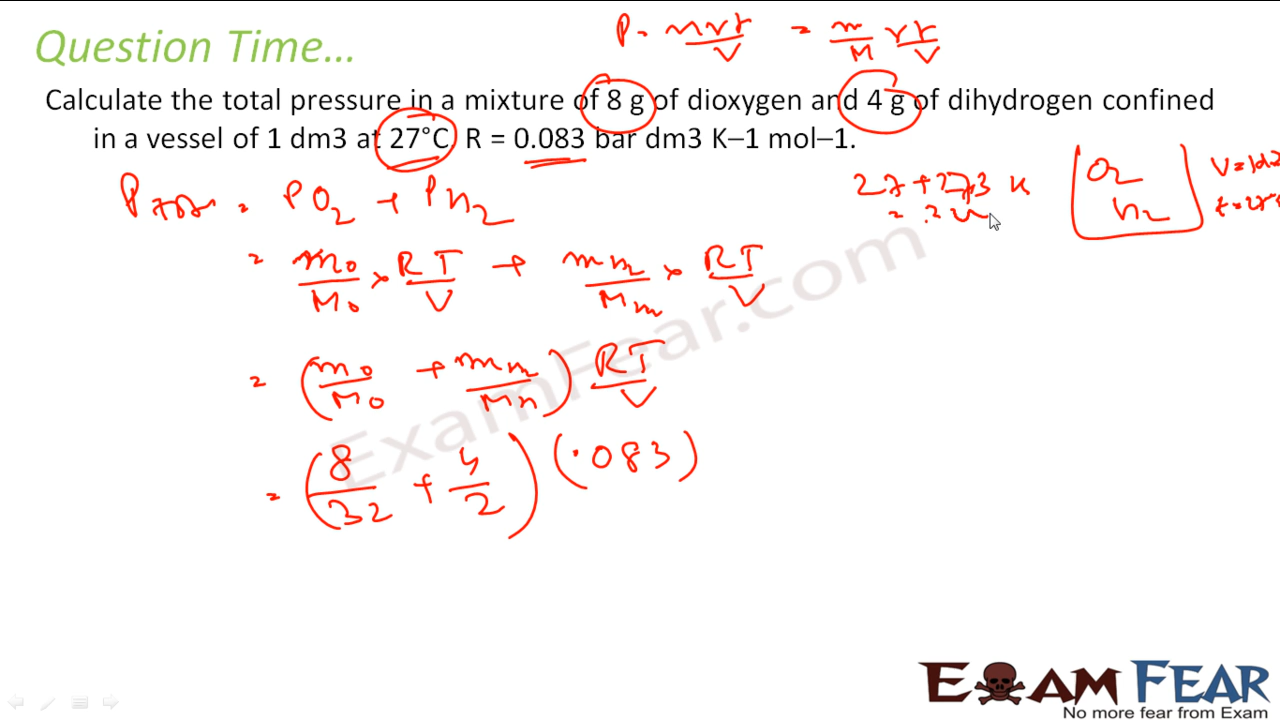 Question Time...
P = nRT/V = m/M RT/V
Calculate the total pressure in a mixture of 8 g of dioxygen and 4 g of dihydrogen confined
in a vessel of 1 dm3 at 27°C. R = 0.083 bar dm3 K–1 mol–1.
27+273 K
O2
H2
P = PO2 + PH2
= mo/Mo × RT/V + mH/MH × RT/V
= (mo/Mo + mH/MH) RT/V
= (8/32 + 4/2) (.083)
ExamFear.com
EXAM FEAR
No more fear from Exam